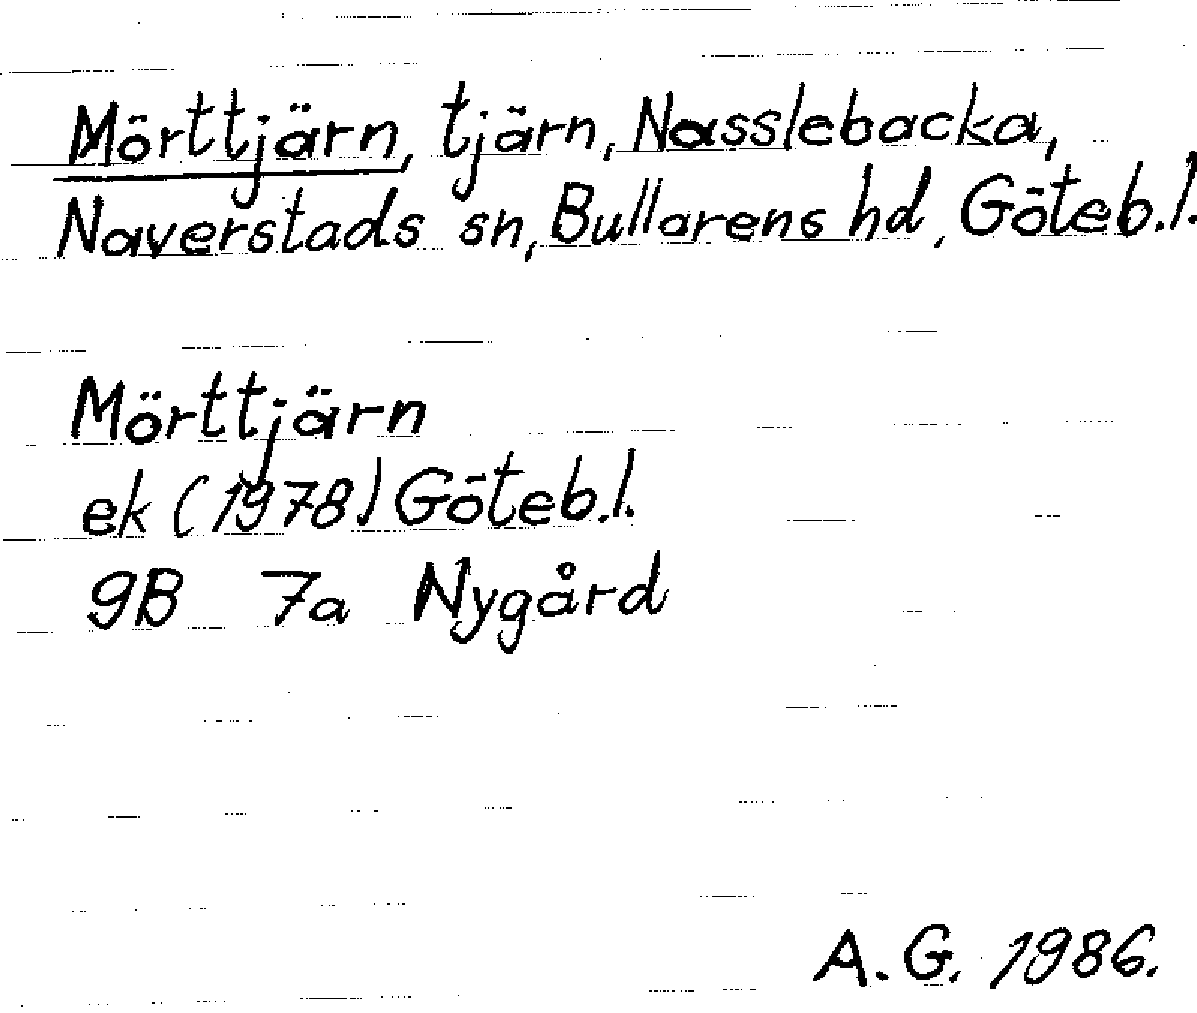 Mörttjärn, tjärn, Nasslebacka,
Naverstads sn, Bullarens hd, Göteb.l.
Mörttjärn
ek (1978) Göteb.l.
9B 7a Nygård
A.G. 1986.